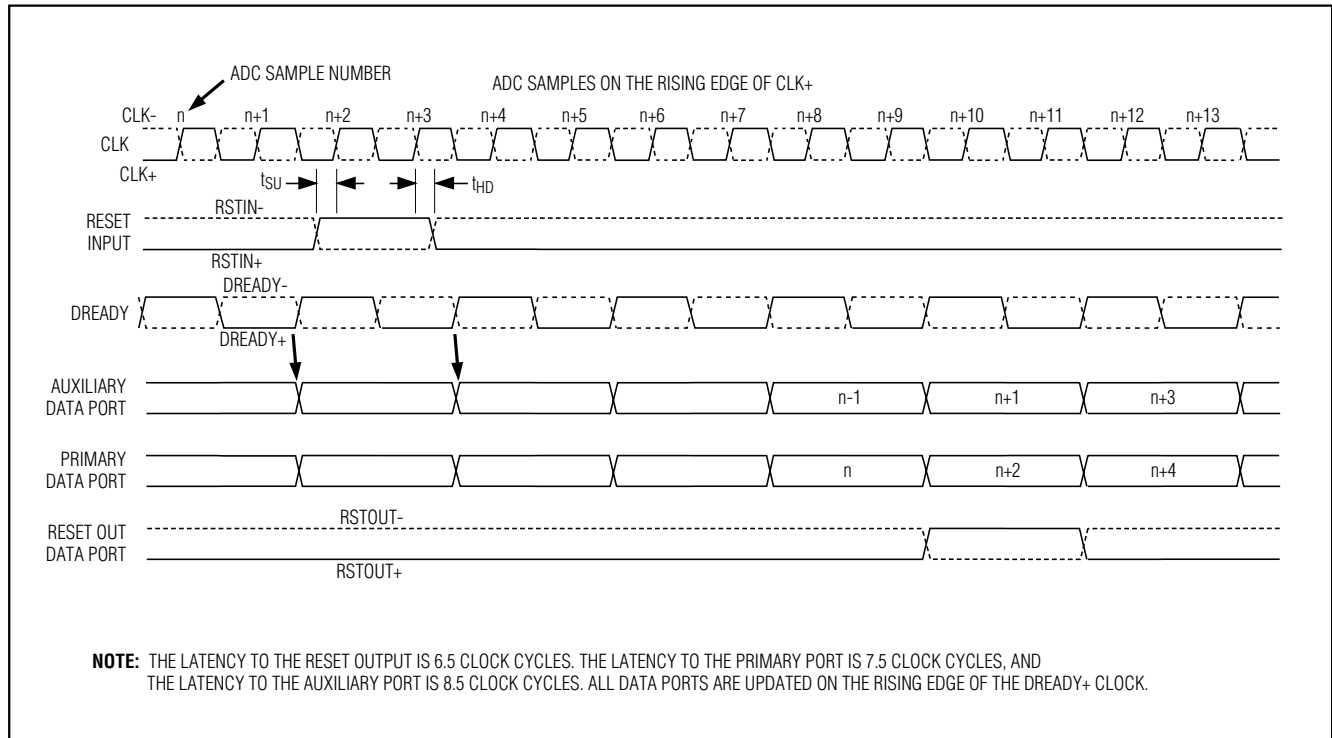 ADC SAMPLE NUMBER
ADC SAMPLES ON THE RISING EDGE OF CLK+
CLK- n n+1 n+2 n+3 n+4 n+5 n+6 n+7 n+8 n+9 n+10 n+11 n+12 n+13
CLK
CLK+
tSU tHD
RSTIN-
RESET
INPUT
RSTIN+
DREADY-
DREADY
DREADY+
AUXILIARY
DATA PORT
n-1 n+1 n+3
PRIMARY
DATA PORT
n n+2 n+4
RSTOUT-
RESET OUT
DATA PORT
RSTOUT+
NOTE: THE LATENCY TO THE RESET OUTPUT IS 6.5 CLOCK CYCLES. THE LATENCY TO THE PRIMARY PORT IS 7.5 CLOCK CYCLES, AND
THE LATENCY TO THE AUXILIARY PORT IS 8.5 CLOCK CYCLES. ALL DATA PORTS ARE UPDATED ON THE RISING EDGE OF THE DREADY+ CLOCK.